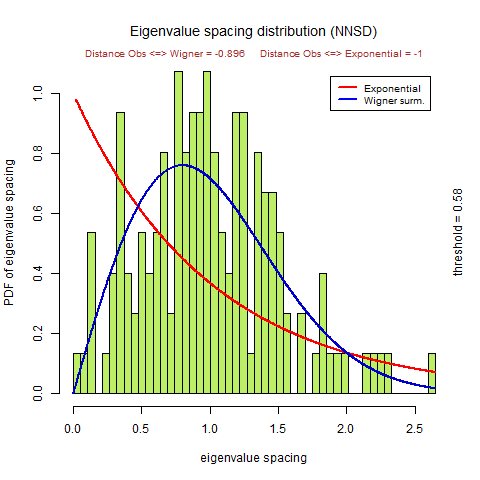 Eigenvalue spacing distribution (NNSD)
Distance Obs <=> Wigner = -0.896 Distance Obs <=> Exponential = -1
Exponential
Wigner surm.
PDF of eigenvalue spacing
1.0
0.8
0.6
0.4
0.2
0.0
threshold = 0.58
0.0 0.5 1.0 1.5 2.0 2.5
eigenvalue spacing